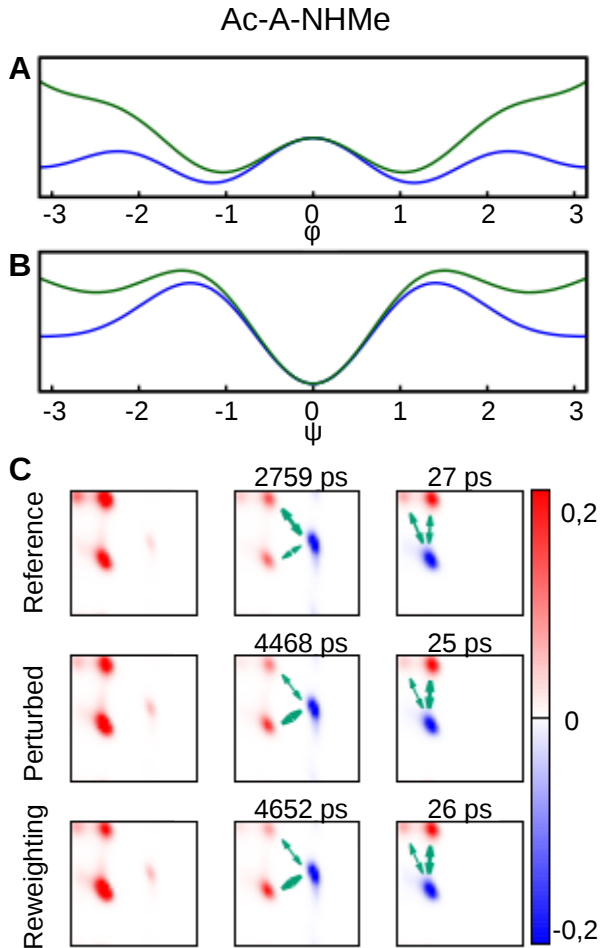 Ac-A-NHMe
A
-3 -2 -1 0 1 2 3
φ
B
-3 -2 -1 0 1 2 3
ψ
C
2759 ps 27 ps
Reference
0,2
4468 ps 25 ps
Perturbed
0
4652 ps 26 ps
Reweighting
-0,2